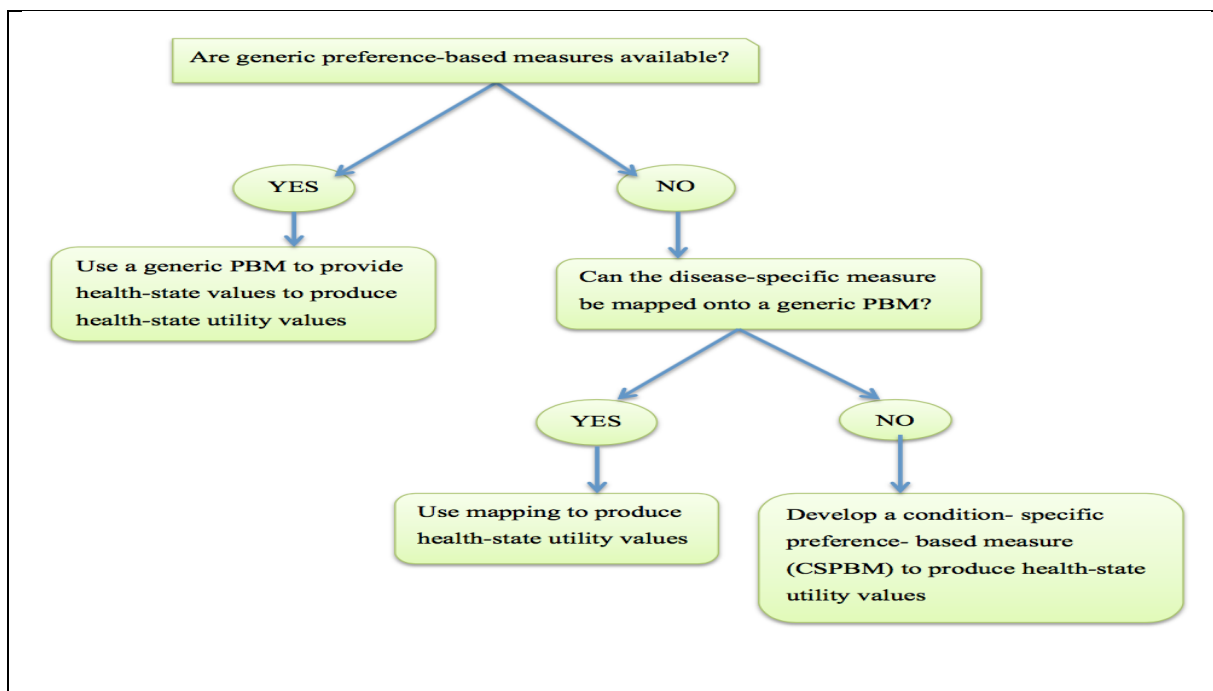 Are generic preference-based measures available?
YES
NO
Use a generic PBM to provide
health-state values to produce
health-state utility values
Can the disease-specific measure
be mapped onto a generic PBM?
YES
NO
Use mapping to produce
health-state utility values
Develop a condition- specific
preference- based measure
(CSPBM) to produce health-state
utility values